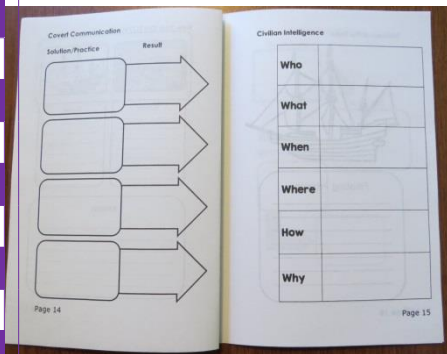 Covert Communication
Solution/Practice Result
Page 14
Civilian Intelligence
Who
What
When
Where
How
Why
Page 15